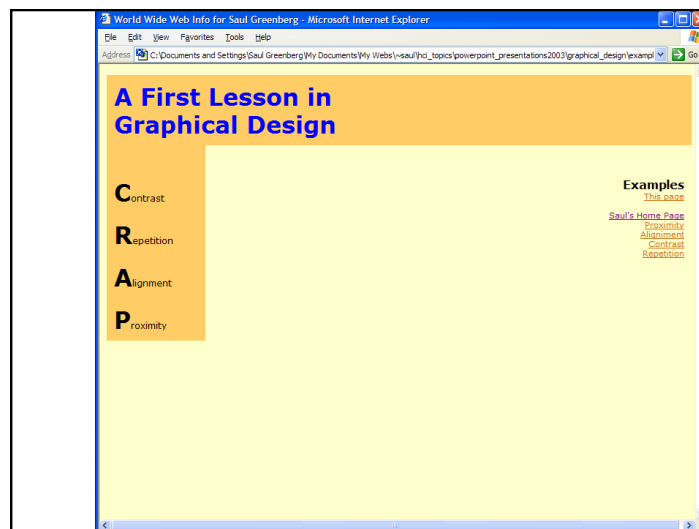 World Wide Web Info for Saul Greenberg - Microsoft Internet Explorer
File Edit View Favorites Tools Help
Address C:\Documents and Settings\Saul Greenberg\My Documents\My Webs\~saul\hci_topics\powerpoint_presentations2003\graphical_design\exampl Go
A First Lesson in
Graphical Design
Contrast
Repetition
Alignment
Proximity
Examples
This page
Saul's Home Page
Proximity
Aligniment
Contrast
Repetition